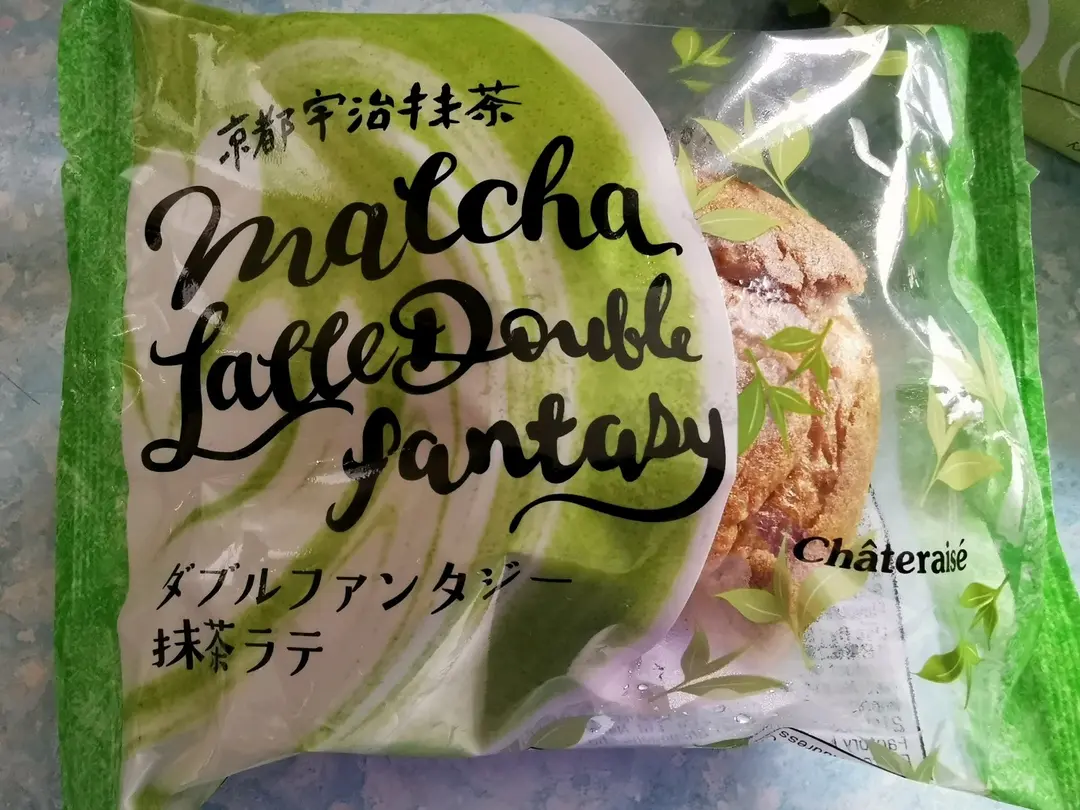 京都宇治抹茶
Matcha
Latte Double
fantasy
ダブルファンタジー
抹茶ラテ
Châteraisé